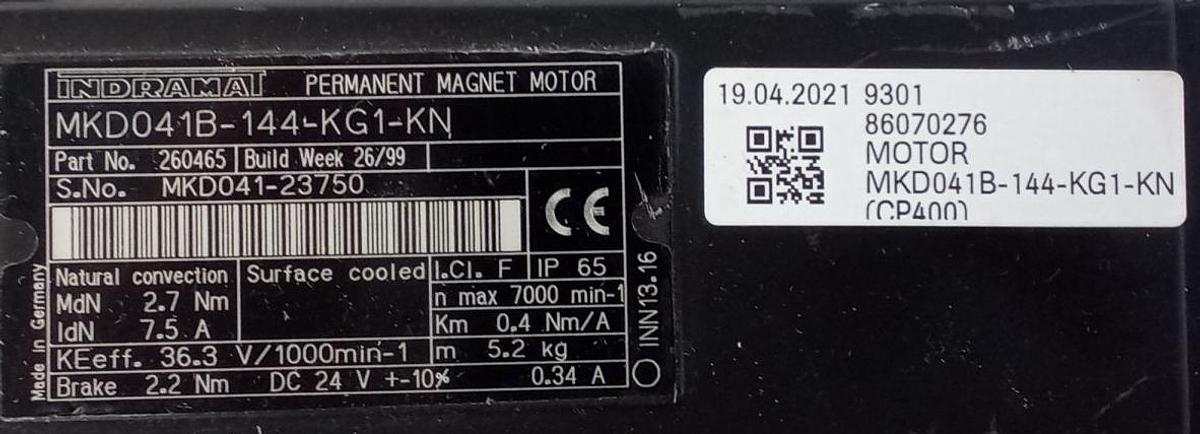 INDRAMAT PERMANENT MAGNET MOTOR
MKD041B-144-KG1-KN
Part No. 260465 Build Week 26/99
S.No. MKD041-23750
CE
Natural convection Surface cooled I.Cl. F IP 65
MdN 2.7 Nm n max 7000 min-1
IdN 7.5 A Km 0.4 Nm/A
KEeff. 36.3 V/1000min-1 m 5.2 kg
Brake 2.2 Nm DC 24 V +-10% 0.34 A
Made in Germany
INN13.16
19.04.2021 9301
86070276
MOTOR
MKD041B-144-KG1-KN
(CP400)